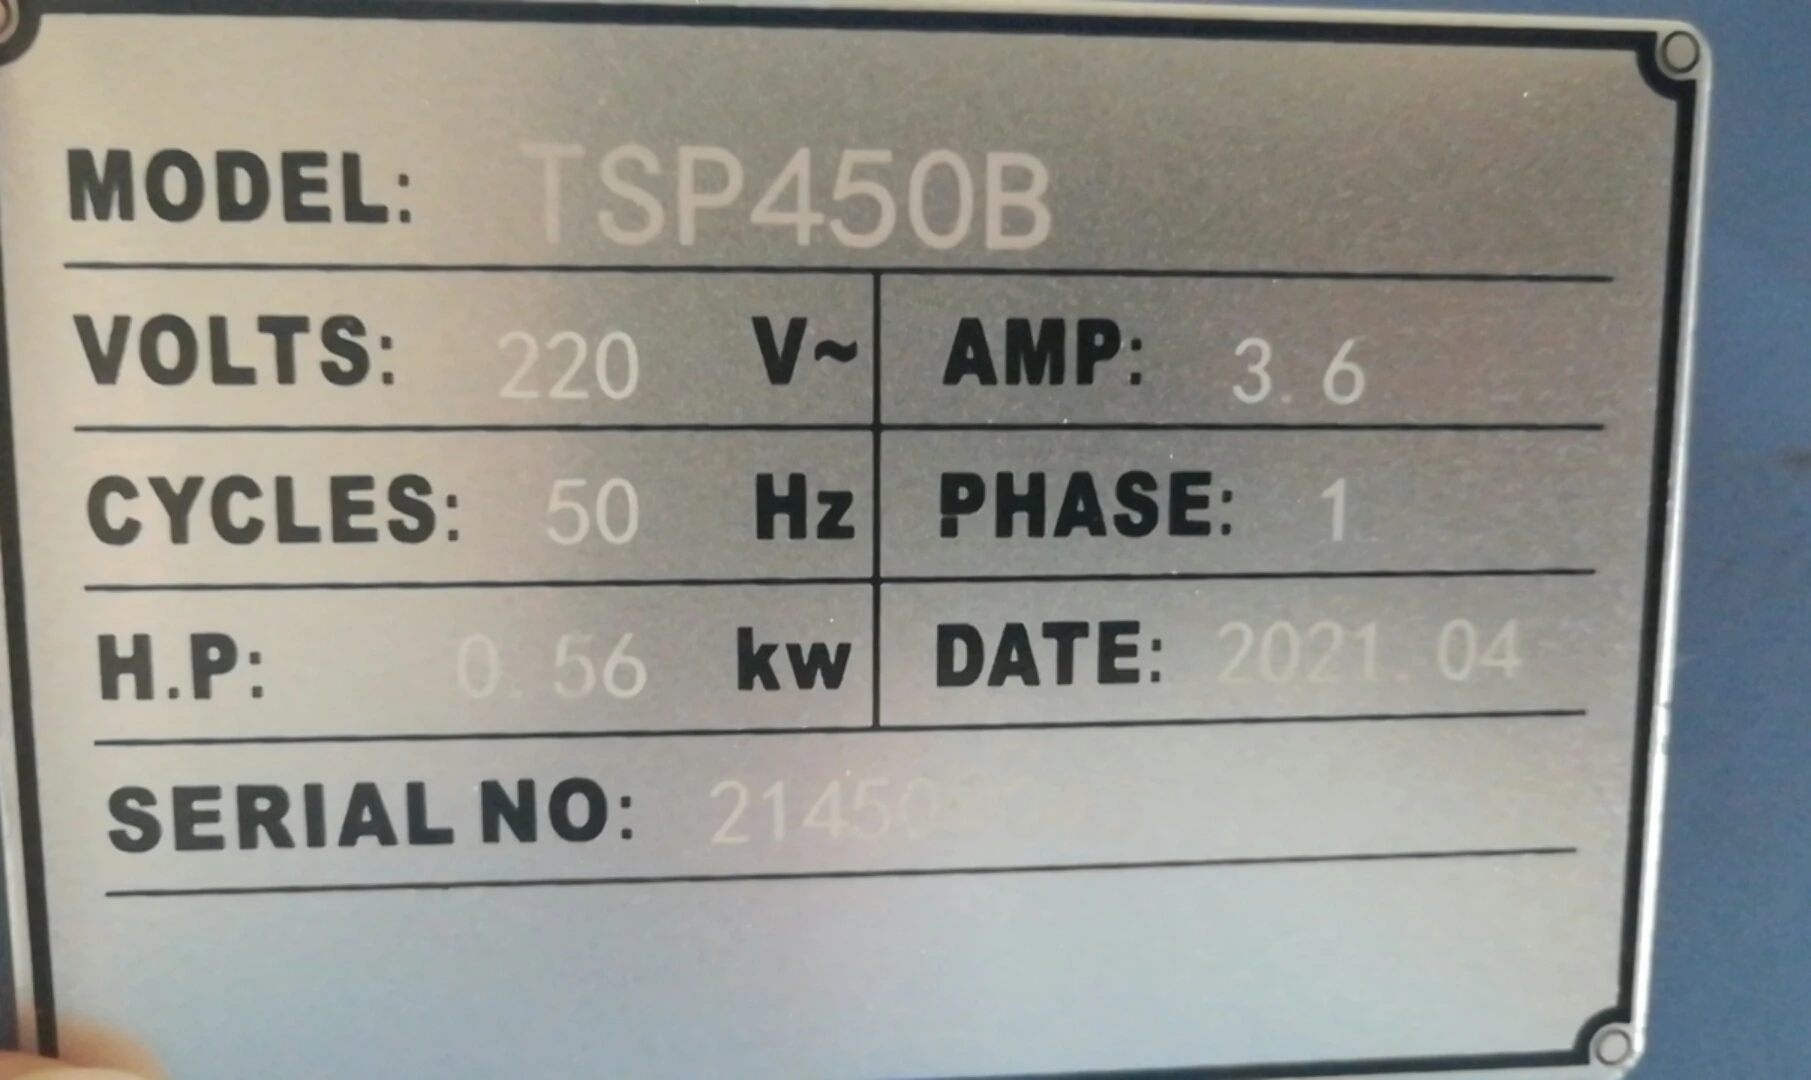 MODEL: TSP450B
VOLTS: 220 V~ AMP: 3.6
CYCLES: 50 Hz PHASE: 1
H.P: 0.56 kw DATE: 2021.04
SERIAL NO: